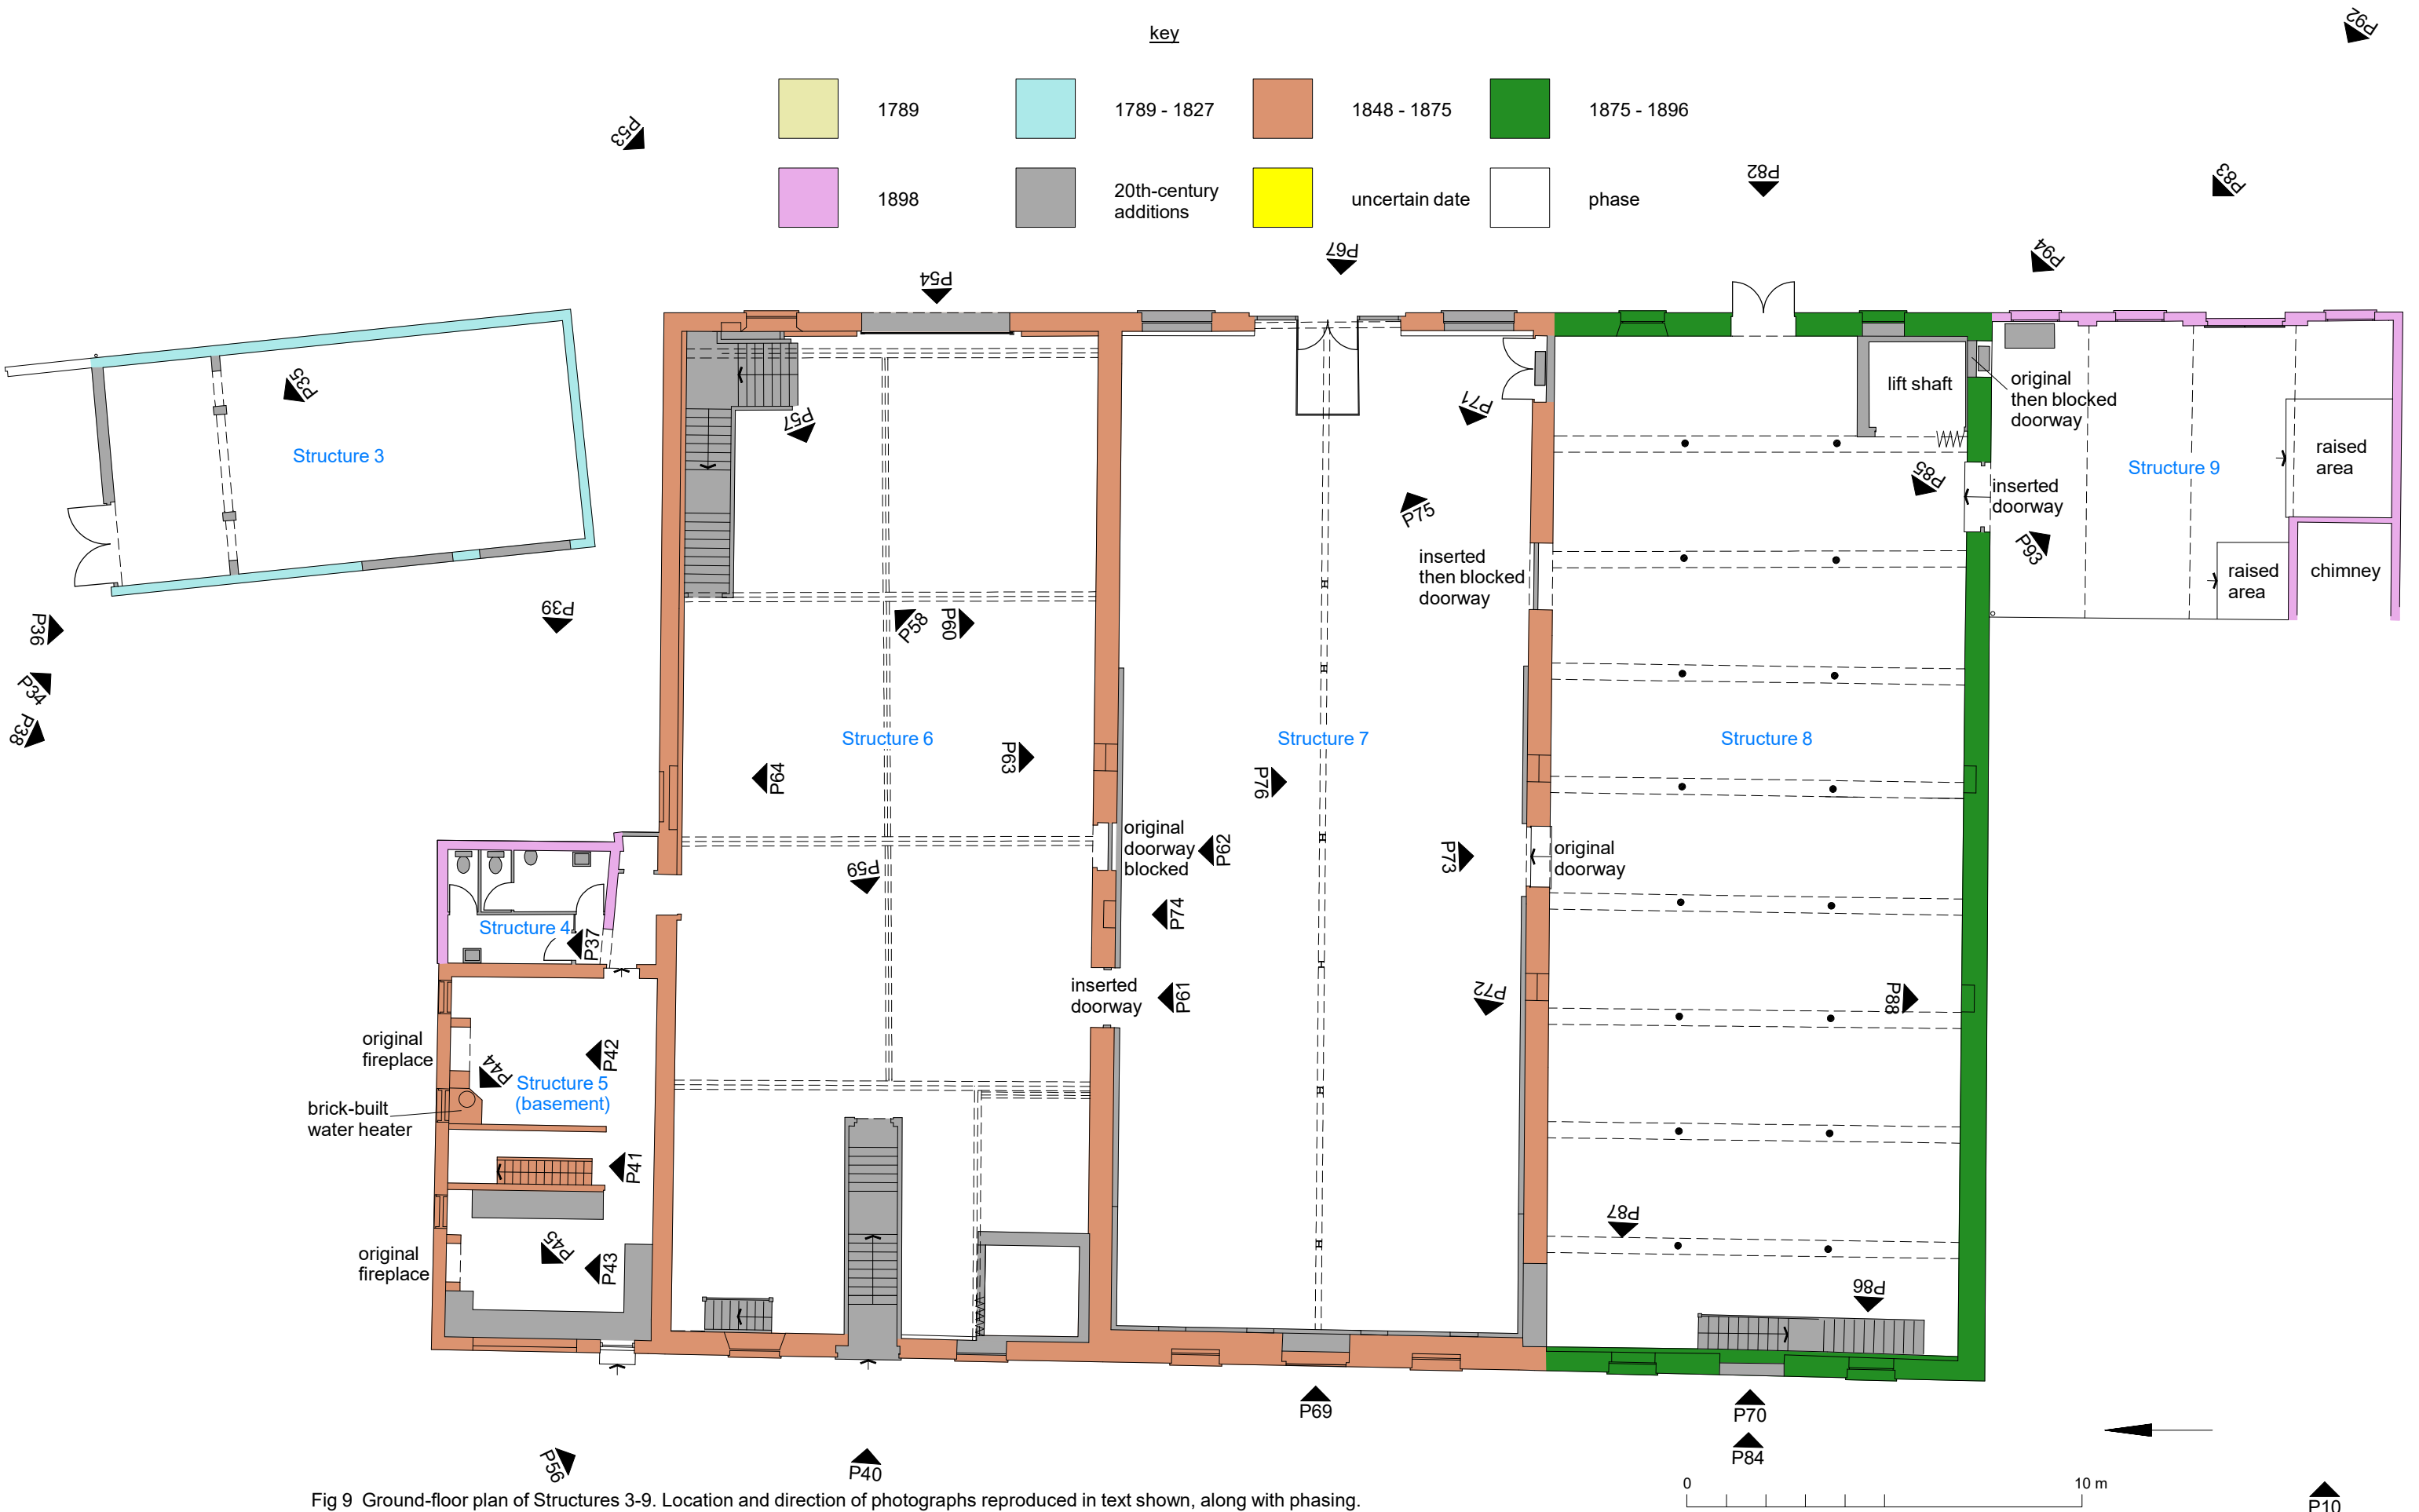 key
1789
1789 - 1827
1848 - 1875
1875 - 1896
1898
20th-century
additions
uncertain date
phase
P92
P53
P82
P83
P54
P67
P94
P35
Structure 3
P36
P34
P38
P39
P57
P58
P60
Structure 6
P64
P63
P59
original
doorway
blocked
inserted
doorway
P71
P75
inserted
then blocked
doorway
Structure 7
P76
P62
P74
P61
P73
P72
original
doorway
lift shaft
original
then blocked
doorway
P85
inserted
doorway
P93
Structure 9
raised
area
raised
area
chimney
Structure 8
P88
P87
P86
Structure 4
P37
original
fireplace
P42
P44
Structure 5
(basement)
brick-built
water heater
P41
P45
P43
original
fireplace
P56
P40
P69
P70
P84
0
10 m
P10
Fig 9 Ground-floor plan of Structures 3-9. Location and direction of photographs reproduced in text shown, along with phasing.